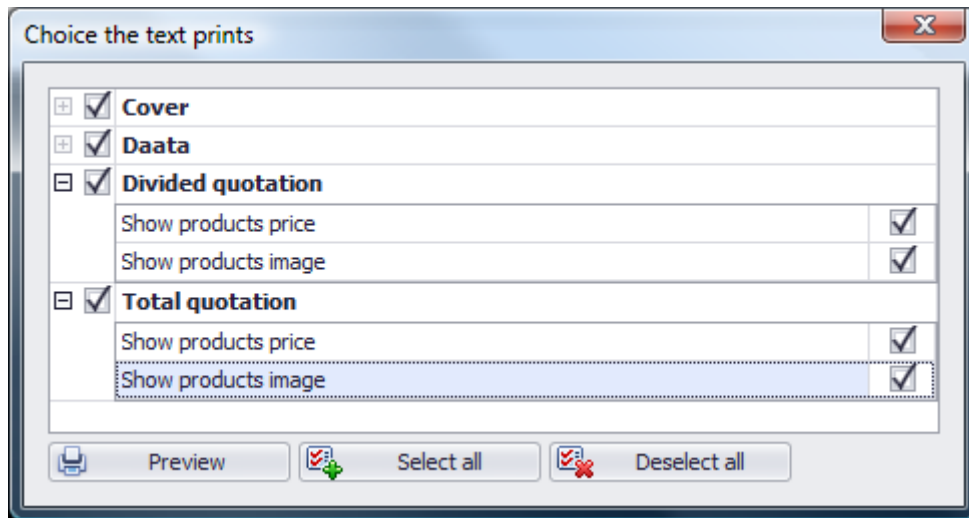 Choice the text prints
Cover
Daata
Divided quotation
Show products price
Show products image
Total quotation
Show products price
Show products image
Preview Select all Deselect all